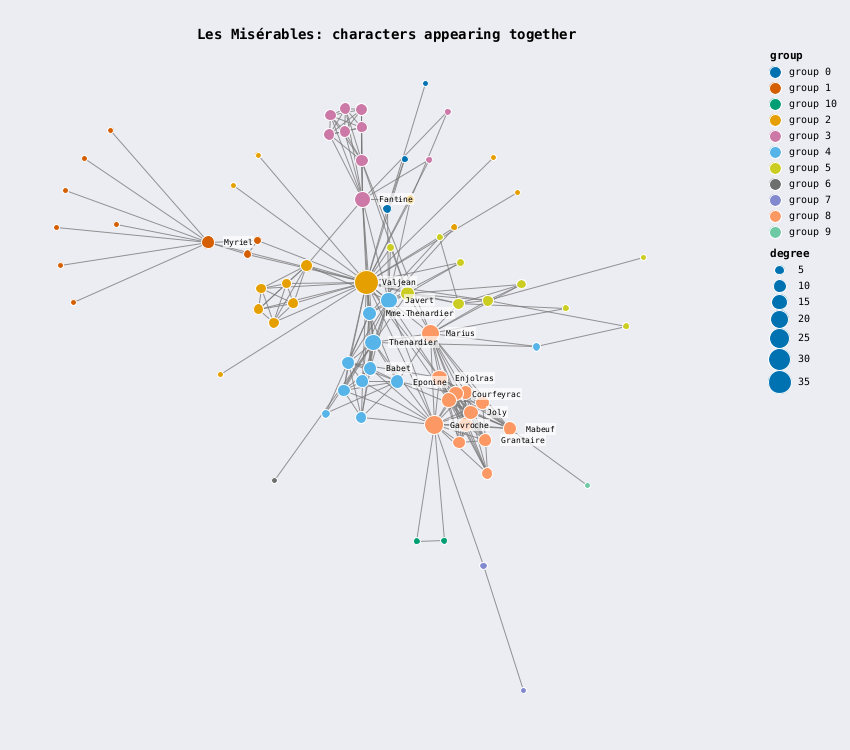 Les Misérables: characters appearing together
group
group 0
group 1
group 10
group 2
group 3
group 4
group 5
group 6
group 7
group 8
group 9
degree
5
10
15
20
25
30
35
Fantine
Myriel
Valjean
Javert
Mme.Thenardier
Marius
Thenardier
Babet
Enjolras
Eponine
Courfeyrac
Joly
Gavroche
Mabeuf
Grantaire